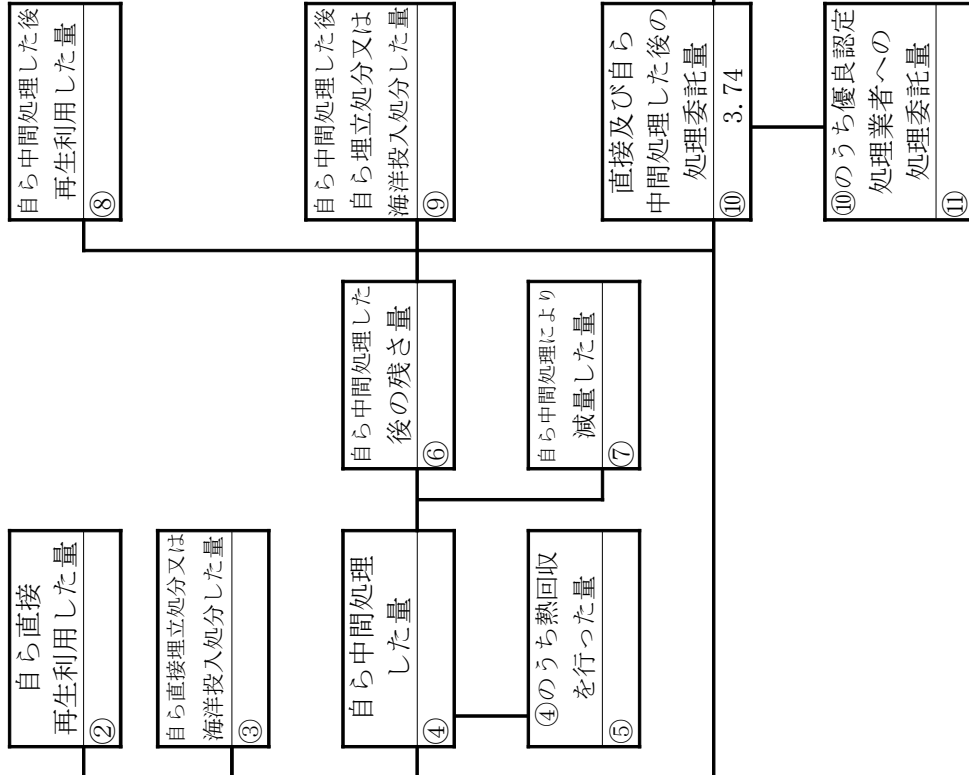 自ら直接
再生利用した量
②
自ら直接埋立処分又は
海洋投入処分した量
③
自ら中間処理
した量
④
④のうち熱回収
を行った量
⑤
自ら中間処理した
後の残さ量
⑥
自ら中間処理により
減量した量
⑦
自ら中間処理した後
再生利用した量
⑧
自ら中間処理した後
自ら埋立処分又は
海洋投入処分した量
⑨
直接及び自ら
中間処理した後の
処理委託量
⑩ 3.74
⑩のうち優良認定
処理業者への
処理委託量
⑪